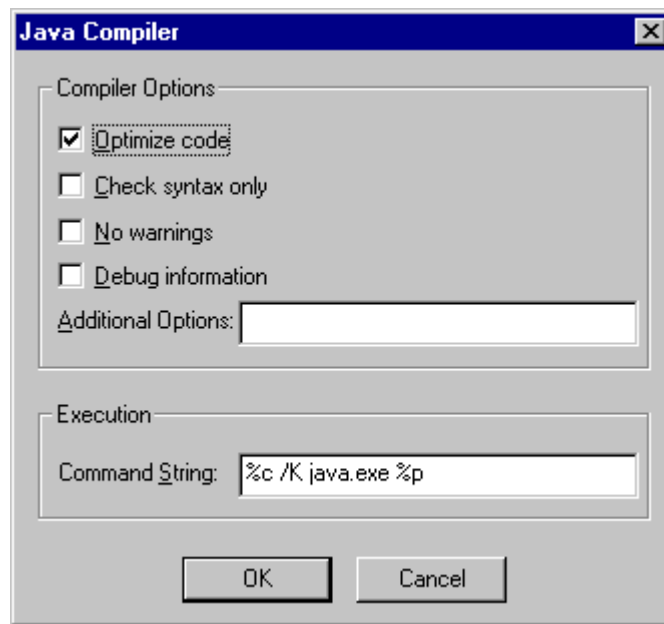 Java Compiler
Compiler Options
Optimize code
Check syntax only
No warnings
Debug information
Additional Options:
Execution
Command String: %c /K java.exe %p
OK Cancel